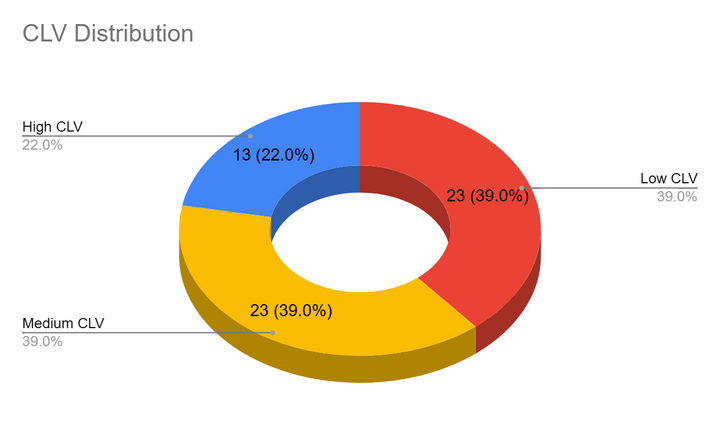 CLV Distribution
High CLV
22.0%
13 (22.0%)
Low CLV
39.0%
23 (39.0%)
23 (39.0%)
Medium CLV
39.0%